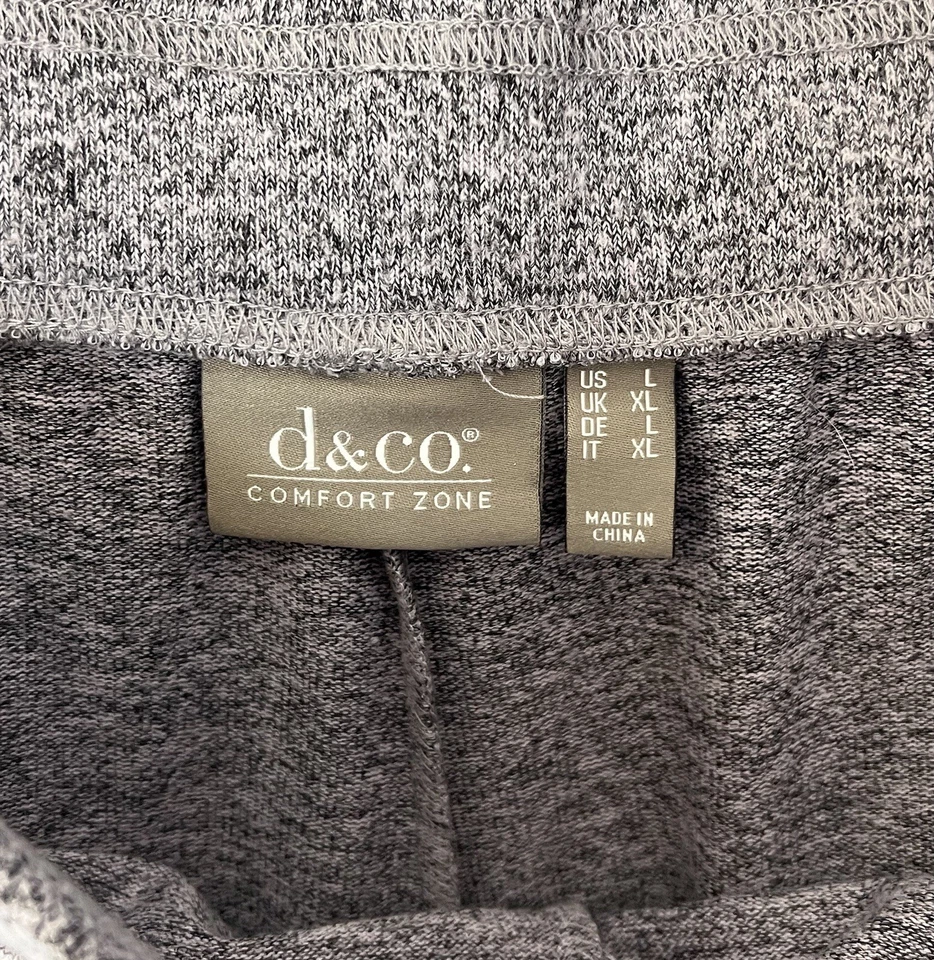 d&co.®
COMFORT ZONE
US L
UK XL
DE L
IT XL
MADE IN
CHINA